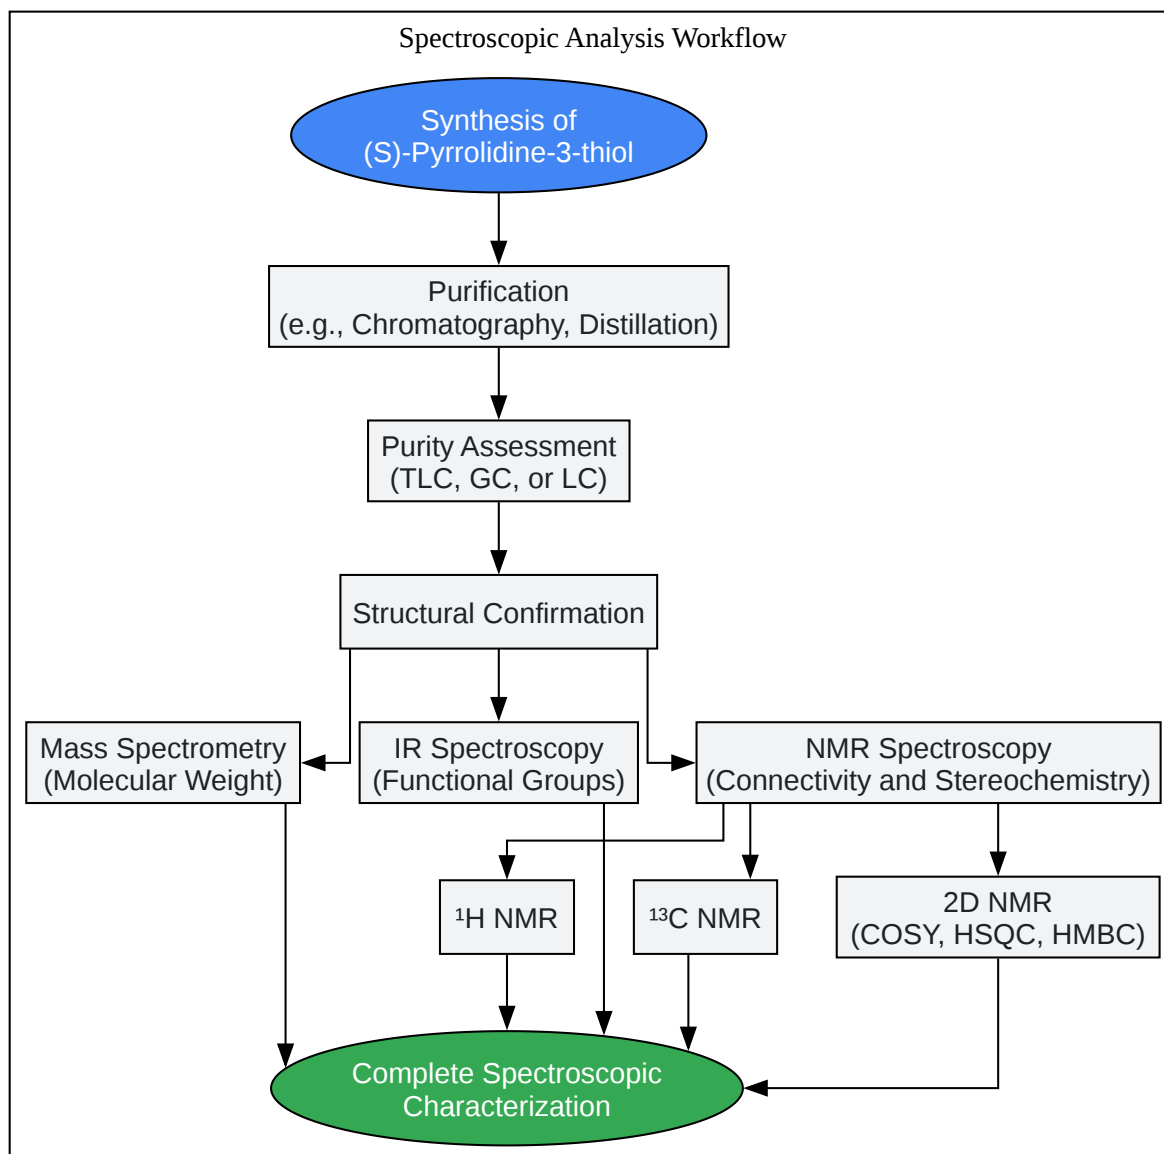 Spectroscopic Analysis Workflow
Synthesis of
(S)-Pyrrolidine-3-thiol
Purification
(e.g., Chromatography, Distillation)
Purity Assessment
(TLC, GC, or LC)
Structural Confirmation
Mass Spectrometry
(Molecular Weight)
IR Spectroscopy
(Functional Groups)
NMR Spectroscopy
(Connectivity and Stereochemistry)
¹H NMR
¹³C NMR
2D NMR
(COSY, HSQC, HMBC)
Complete Spectroscopic
Characterization